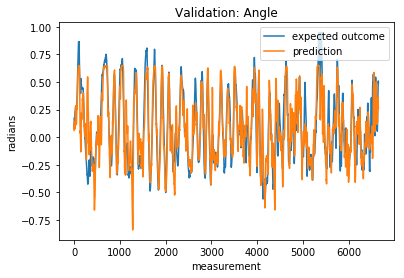 Validation: Angle
expected outcome
prediction
1.00
0.75
0.50
0.25
0.00
−0.25
−0.50
−0.75
radians
0 1000 2000 3000 4000 5000 6000
measurement